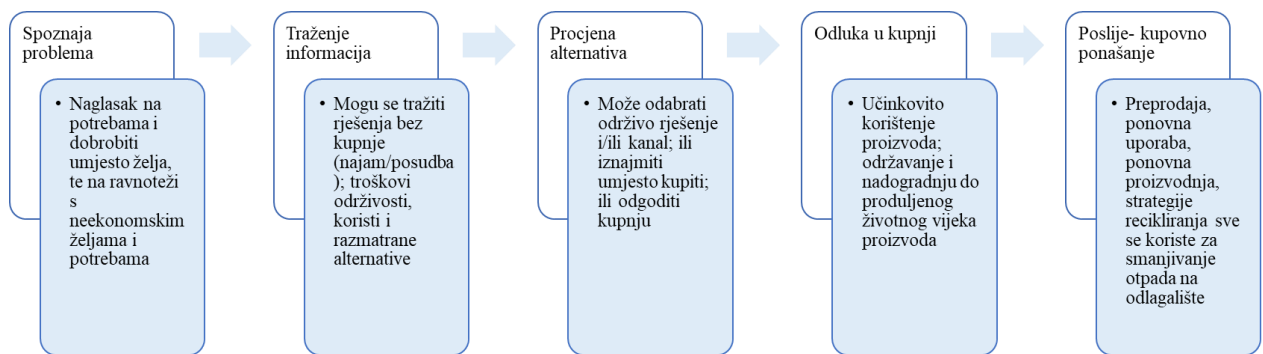 Spoznaja
problema
• Naglasak na
potrebama i
dobrobiti
umjesto želja,
te na ravnoteži
s
neekonomskim
željama i
potrebama
Traženje
informacija
• Mogu se tražiti
rješenja bez
kupnje
(najam/posudba
); troškovi
održivosti,
koristi i
razmatrane
alternative
Procjena
alternativa
• Može odabrati
održivo rješenje
i/ili kanal; ili
iznajmiti
umjesto kupiti;
ili odgoditi
kupnju
Odluka u kupnji
• Učinkovito
korištenje
proizvoda;
održavanje i
nadogradnju do
produljenog
životnog vijeka
proizvoda
Poslije- kupovno
ponašanje
• Preprodaja,
ponovna
uporaba,
ponovna
proizvodnja,
strategije
recikliranja sve
se koriste za
smanjivanje
otpada na
odlagalište